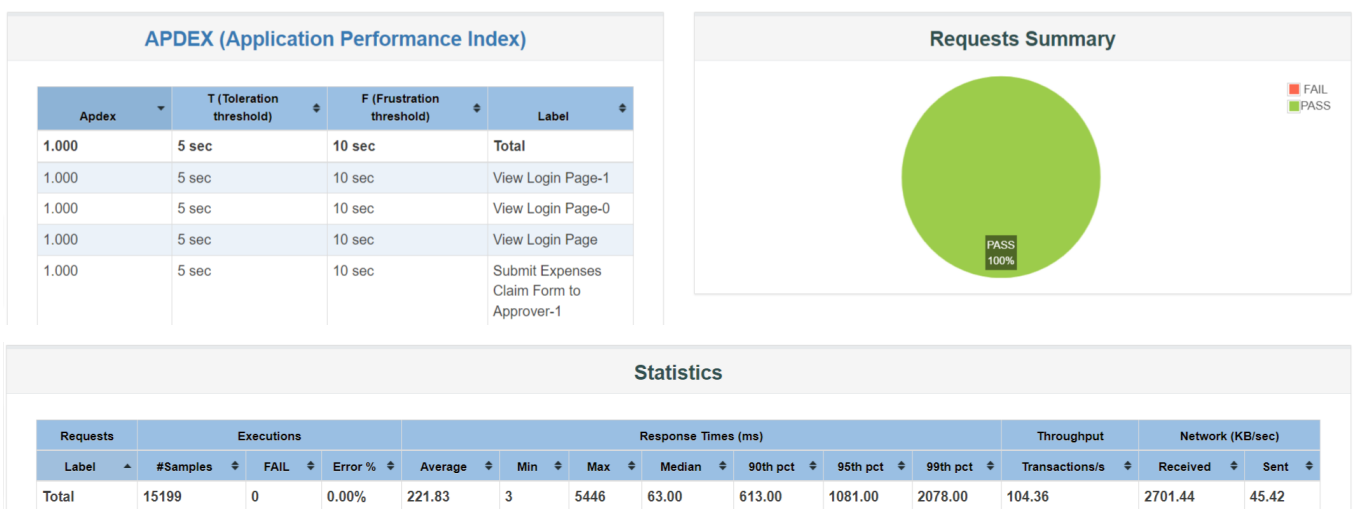 APDEX (Application Performance Index)
Apdex T (Toleration threshold) F (Frustration threshold) Label
1.000 5 sec 10 sec Total
1.000 5 sec 10 sec View Login Page-1
1.000 5 sec 10 sec View Login Page-0
1.000 5 sec 10 sec View Login Page
1.000 5 sec 10 sec Submit Expenses
Claim Form to
Approver-1
Requests Summary
FAIL
PASS
PASS
100%
Statistics
Requests Executions Response Times (ms) Throughput Network (KB/sec)
Label #Samples FAIL Error % Average Min Max Median 90th pct 95th pct 99th pct Transactions/s Received Sent
Total 15199 0 0.00% 221.83 3 5446 63.00 613.00 1081.00 2078.00 104.36 2701.44 45.42